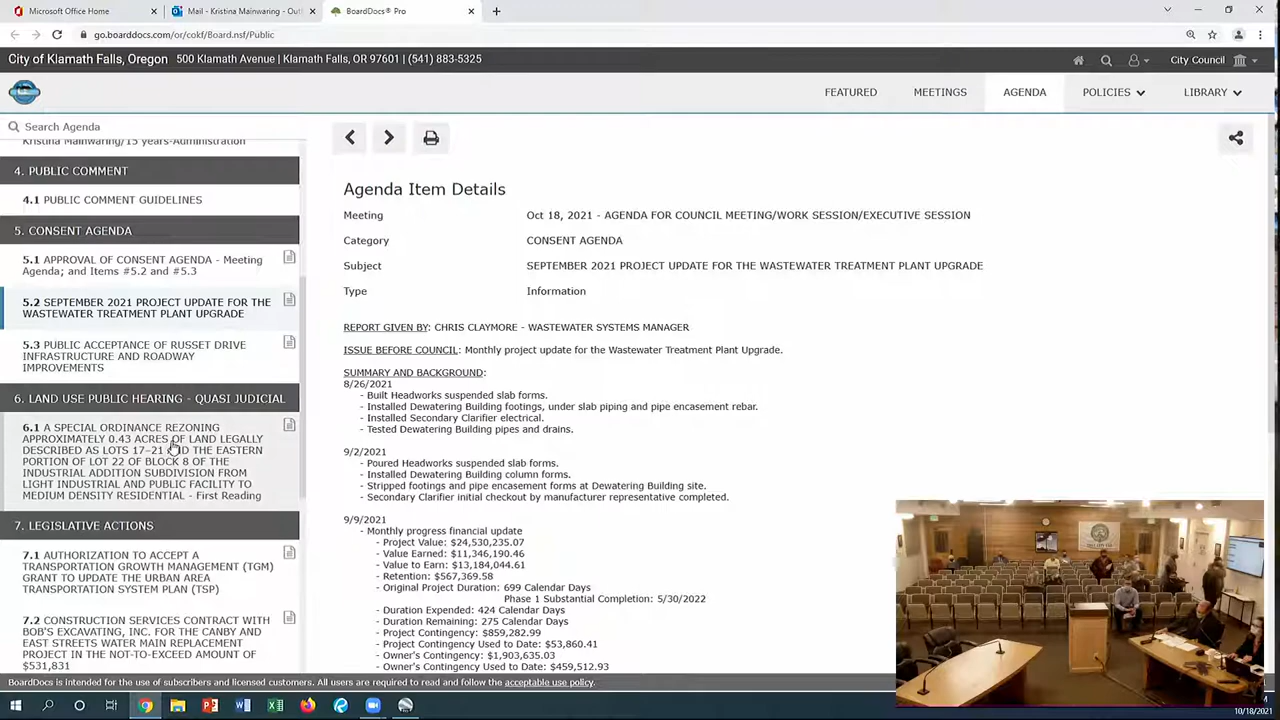 Microsoft Office Home
Mail - Kristina Mainwaring - Out
BoardDocs® Pro
go.boarddocs.com/or/cokf/Board.nsf/Public
City of Klamath Falls, Oregon 500 Klamath Avenue | Klamath Falls, OR 97601 | (541) 883-5325
City Council
FEATURED
MEETINGS
AGENDA
POLICIES
LIBRARY
Search Agenda
Kristina Mainwaring/15 years-Administration
4. PUBLIC COMMENT
4.1 PUBLIC COMMENT GUIDELINES
5. CONSENT AGENDA
5.1 APPROVAL OF CONSENT AGENDA - Meeting
Agenda; and Items #5.2 and #5.3
5.2 SEPTEMBER 2021 PROJECT UPDATE FOR THE
WASTEWATER TREATMENT PLANT UPGRADE
5.3 PUBLIC ACCEPTANCE OF RUSSET DRIVE
INFRASTRUCTURE AND ROADWAY
IMPROVEMENTS
6. LAND USE PUBLIC HEARING - QUASI JUDICIAL
6.1 A SPECIAL ORDINANCE REZONING
APPROXIMATELY 0.43 ACRES OF LAND LEGALLY
DESCRIBED AS LOTS 17-21 AND THE EASTERN
PORTION OF LOT 22 OF BLOCK 8 OF THE
INDUSTRIAL ADDITION SUBDIVISION FROM
LIGHT INDUSTRIAL AND PUBLIC FACILITY TO
MEDIUM DENSITY RESIDENTIAL - First Reading
7. LEGISLATIVE ACTIONS
7.1 AUTHORIZATION TO ACCEPT A
TRANSPORTATION GROWTH MANAGEMENT (TGM)
GRANT TO UPDATE THE URBAN AREA
TRANSPORTATION SYSTEM PLAN (TSP)
7.2 CONSTRUCTION SERVICES CONTRACT WITH
BOB'S EXCAVATING, INC. FOR THE CANBY AND
EAST STREETS WATER MAIN REPLACEMENT
PROJECT IN THE NOT-TO-EXCEED AMOUNT OF
$531,831
Agenda Item Details
Meeting Oct 18, 2021 - AGENDA FOR COUNCIL MEETING/WORK SESSION/EXECUTIVE SESSION
Category CONSENT AGENDA
Subject SEPTEMBER 2021 PROJECT UPDATE FOR THE WASTEWATER TREATMENT PLANT UPGRADE
Type Information
REPORT GIVEN BY: CHRIS CLAYMORE - WASTEWATER SYSTEMS MANAGER
ISSUE BEFORE COUNCIL: Monthly project update for the Wastewater Treatment Plant Upgrade.
SUMMARY AND BACKGROUND:
8/26/2021
- Built Headworks suspended slab forms.
- Installed Dewatering Building footings, under slab piping and pipe encasement rebar.
- Installed Secondary Clarifier electrical.
- Tested Dewatering Building pipes and drains.
9/2/2021
- Poured Headworks suspended slab forms.
- Installed Dewatering Building column forms.
- Stripped footings and pipe encasement forms at Dewatering Building site.
- Secondary Clarifier initial checkout by manufacturer representative completed.
9/9/2021
- Monthly progress financial update
- Project Value: $24,530,235.07
- Value Earned: $11,346,190.46
- Value to Earn: $13,184,044.61
- Retention: $567,369.58
- Original Project Duration: 699 Calendar Days
Phase 1 Substantial Completion: 5/30/2022
- Duration Expended: 424 Calendar Days
- Duration Remaining: 275 Calendar Days
- Project Contingency: $859,282.99
- Project Contingency Used to Date: $53,860.41
- Owner's Contingency: $1,903,635.03
- Owner's Contingency Used to Date: $459,512.93
BoardDocs is intended for the use of subscribers and licensed customers. All users are required to read and follow the acceptable use policy.
10/18/2021